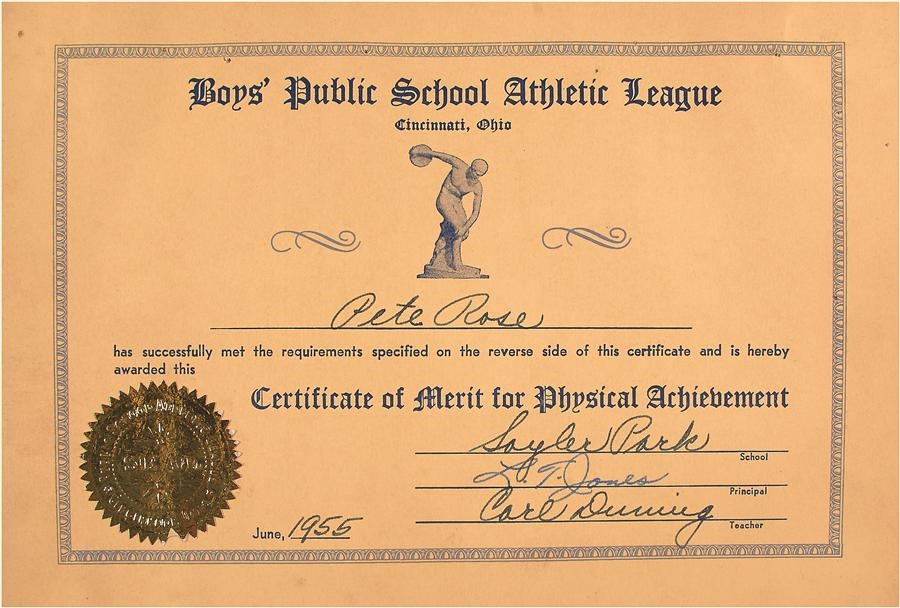 Boys' Public School Athletic League
Cincinnati, Ohio
Pete Rose
has successfully met the requirements specified on the reverse side of this certificate and is hereby
awarded this
Certificate of Merit for Physical Achievement
Sayler Park
School
L. T. Jones
Principal
Carl
Teacher
June, 1955